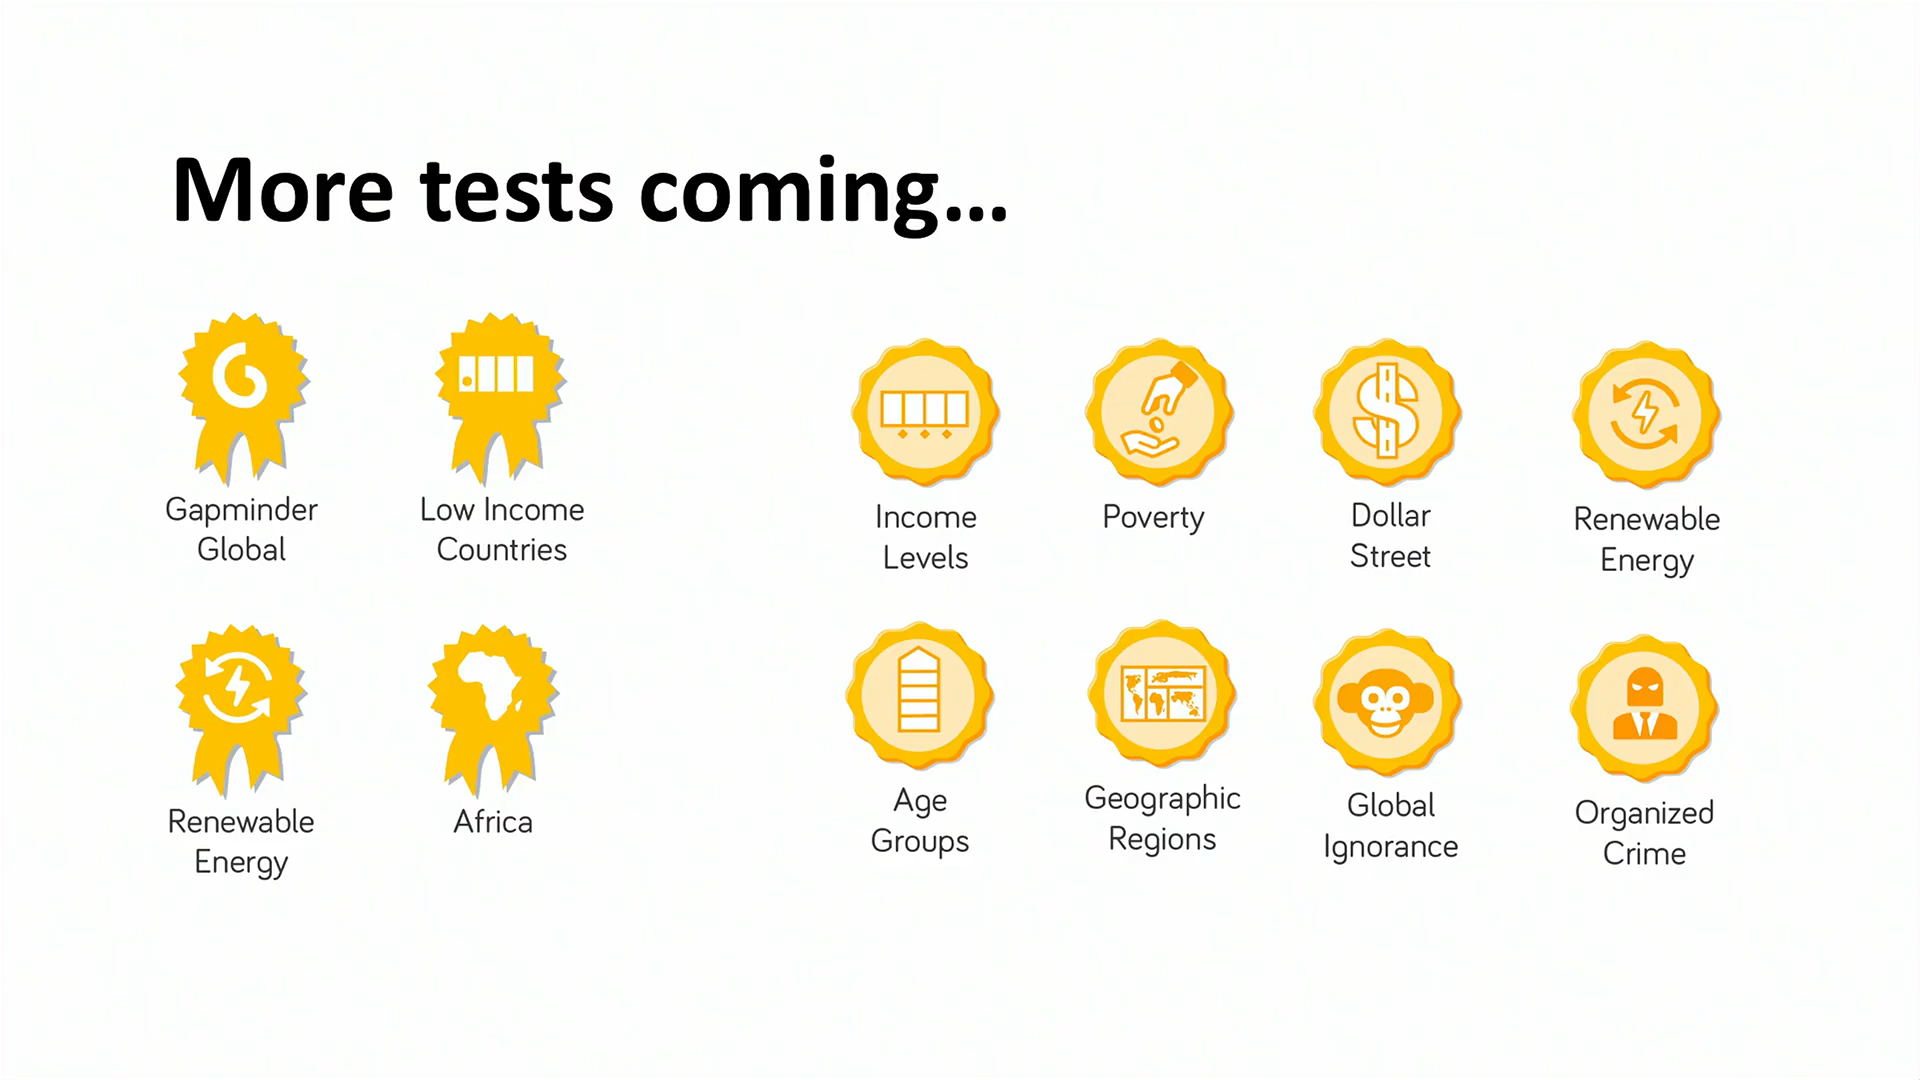 More tests coming...
Gapminder
Global
Low Income
Countries
Income
Levels
Poverty
Dollar
Street
Renewable
Energy
Renewable
Energy
Africa
Age
Groups
Geographic
Regions
Global
Ignorance
Organized
Crime